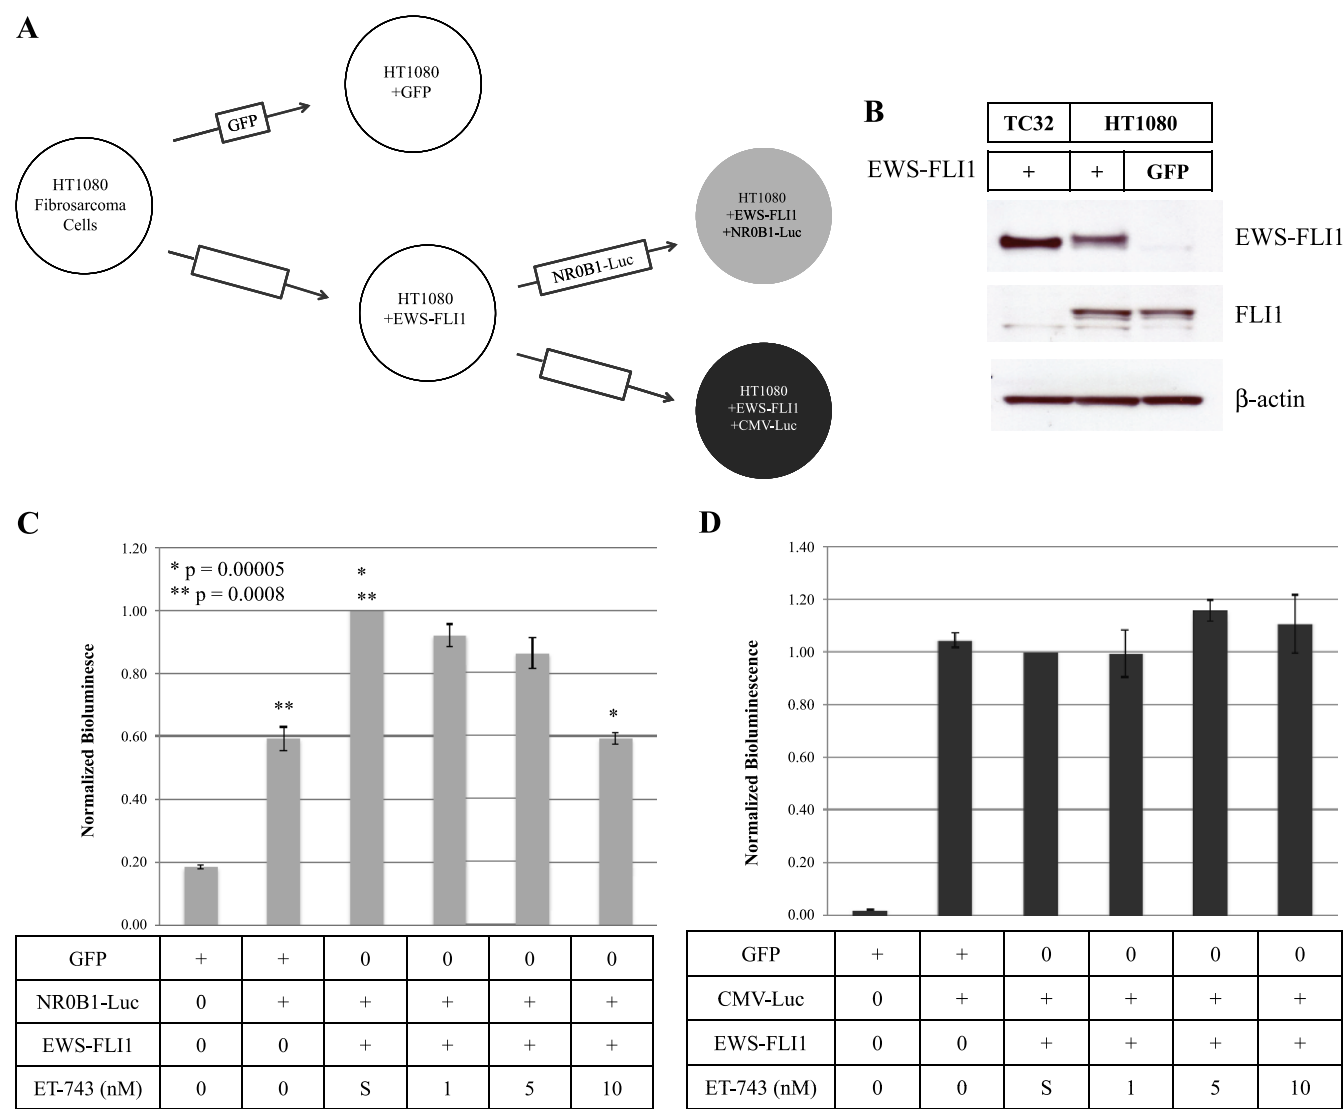 A
HT1080
+GFP
GFP
HT1080
Fibrosarcoma
Cells
HT1080
+EWS-FLI1
NR0B1-Luc
HT1080
+EWS-FLI1
+NR0B1-Luc
HT1080
+EWS-FLI1
+CMV-Luc
B
TC32 HT1080
EWS-FLI1 + + GFP
EWS-FLI1
FLI1
β-actin
C
Normalized Bioluminesce
1.20
1.00
0.80
0.60
0.40
0.20
0.00
* p = 0.00005
** p = 0.0008
**
*
**
*
GFP + + 0 0 0 0
NR0B1-Luc 0 + + + + +
EWS-FLI1 0 0 + + + +
ET-743 (nM) 0 0 S 1 5 10
D
Normalized Bioluminescence
1.40
1.20
1.00
0.80
0.60
0.40
0.20
0.00
GFP + + 0 0 0 0
CMV-Luc 0 + + + + +
EWS-FLI1 0 0 + + + +
ET-743 (nM) 0 0 S 1 5 10